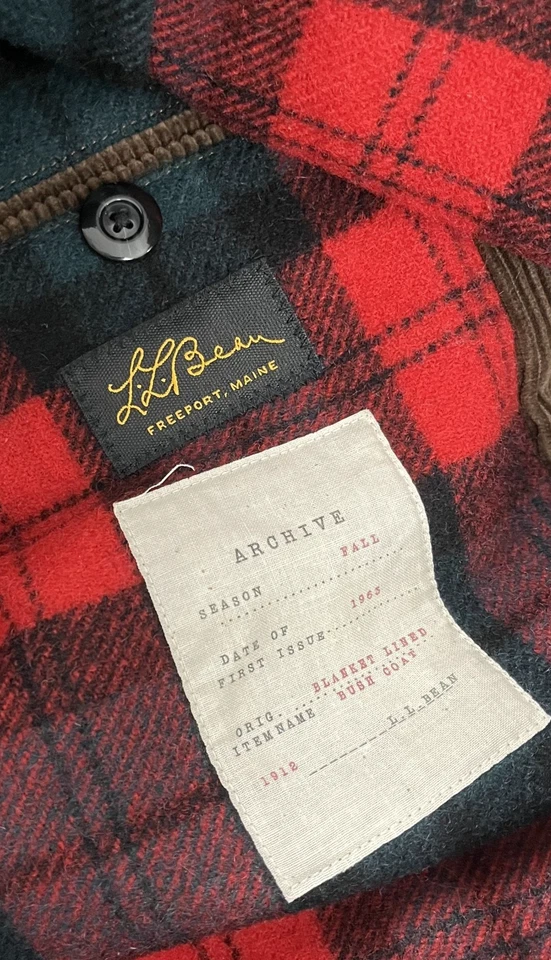 L.L.Bean
FREEPORT, MAINE
ARCHIVE
SEASON FALL
DATE OF
FIRST ISSUE 1965
ORIG. BLANKET LINED
ITEM NAME BUSH COAT
1912 L.L.BEAN